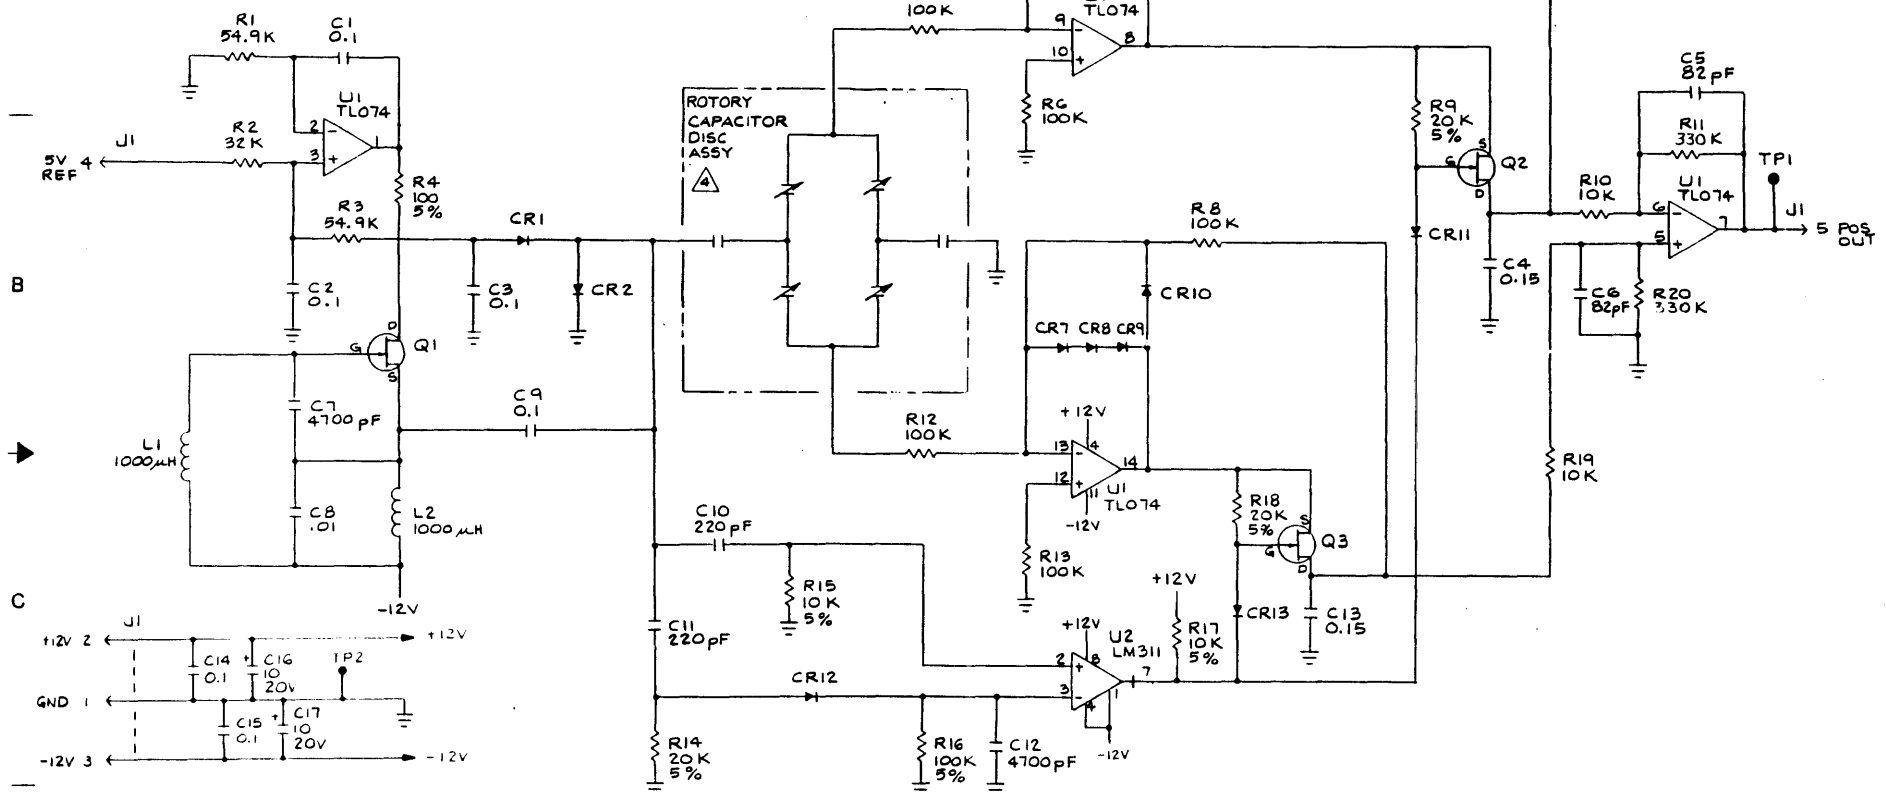 R1
54.9K
C1
0.1
U1
TL074
2
3
1
J1
5V
REF 4
R2
32K
R4
100
5%
R3
54.9K
CR1
C2
0.1
C3
0.1
CR2
D
G
S
Q1
C7
4700pF
C9
0.1
L1
1000µH
C8
.01
L2
1000µH
-12V
B
C
J1
+12V 2
+12V
C14
0.1
+
C16
10
20V
TP2
GND 1
C15
0.1
+
C17
10
20V
-12V 3
-12V
ROTORY
CAPACITOR
DISC
ASSY
4
100K
9
10
TL074
8
R6
100K
R9
20K
5%
S
G
D
Q2
CR11
C4
0.15
R10
10K
C5
82pF
R11
330K
U1
TL074
6
5
7
TP1
J1
5 POS
OUT
C6
82pF
R20
330K
R8
100K
CR10
CR7 CR8 CR9
R12
100K
+12V
4
13
12
14
11
U1
TL074
-12V
R13
100K
R18
20K
5%
S
G
D
Q3
R19
10K
C10
220pF
R15
10K
5%
C11
220pF
CR12
R14
20K
5%
R16
100K
5%
C12
4700pF
+12V
8
U2
LM311
2
3
7
4
1
-12V
+12V
R17
10K
5%
CR13
C13
0.15